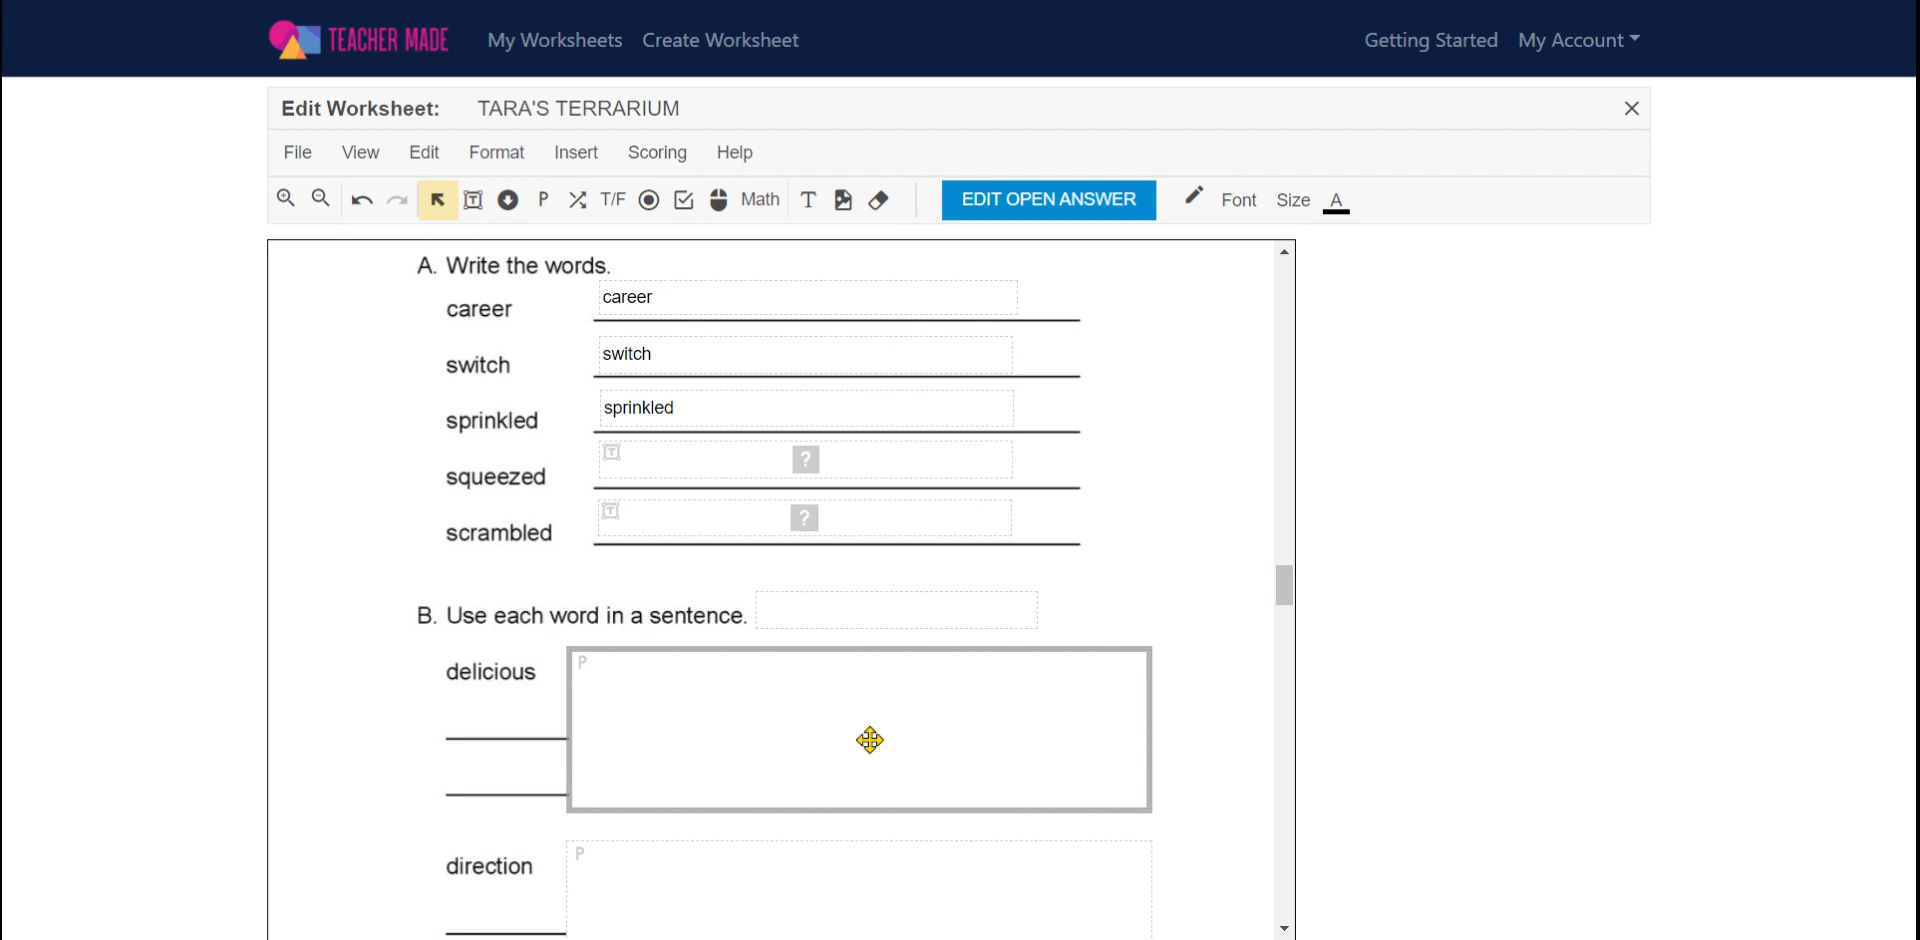 TEACHER MADE My Worksheets Create Worksheet Getting Started My Account
Edit Worksheet: TARA'S TERRARIUM
File View Edit Format Insert Scoring Help
P T/F Math T EDIT OPEN ANSWER Font Size A
A. Write the words.
career career
switch switch
sprinkled sprinkled
squeezed T ?
scrambled T ?
B. Use each word in a sentence.
delicious P
direction P